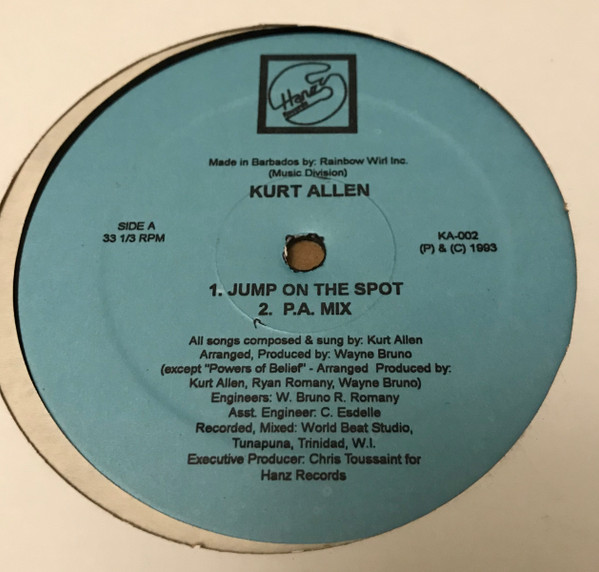 Hanz
Records
Made in Barbados by: Rainbow Wirl Inc.
(Music Division)
KURT ALLEN
SIDE A
33 1/3 RPM
KA-002
(P) & (C) 1993
1. JUMP ON THE SPOT
2. P.A. MIX
All songs composed & sung by: Kurt Allen
Arranged, Produced by: Wayne Bruno
(except "Powers of Belief" - Arranged Produced by:
Kurt Allen, Ryan Romany, Wayne Bruno)
Engineers: W. Bruno R. Romany
Asst. Engineer: C. Esdelle
Recorded, Mixed: World Beat Studio,
Tunapuna, Trinidad, W.I.
Executive Producer: Chris Toussaint for
Hanz Records